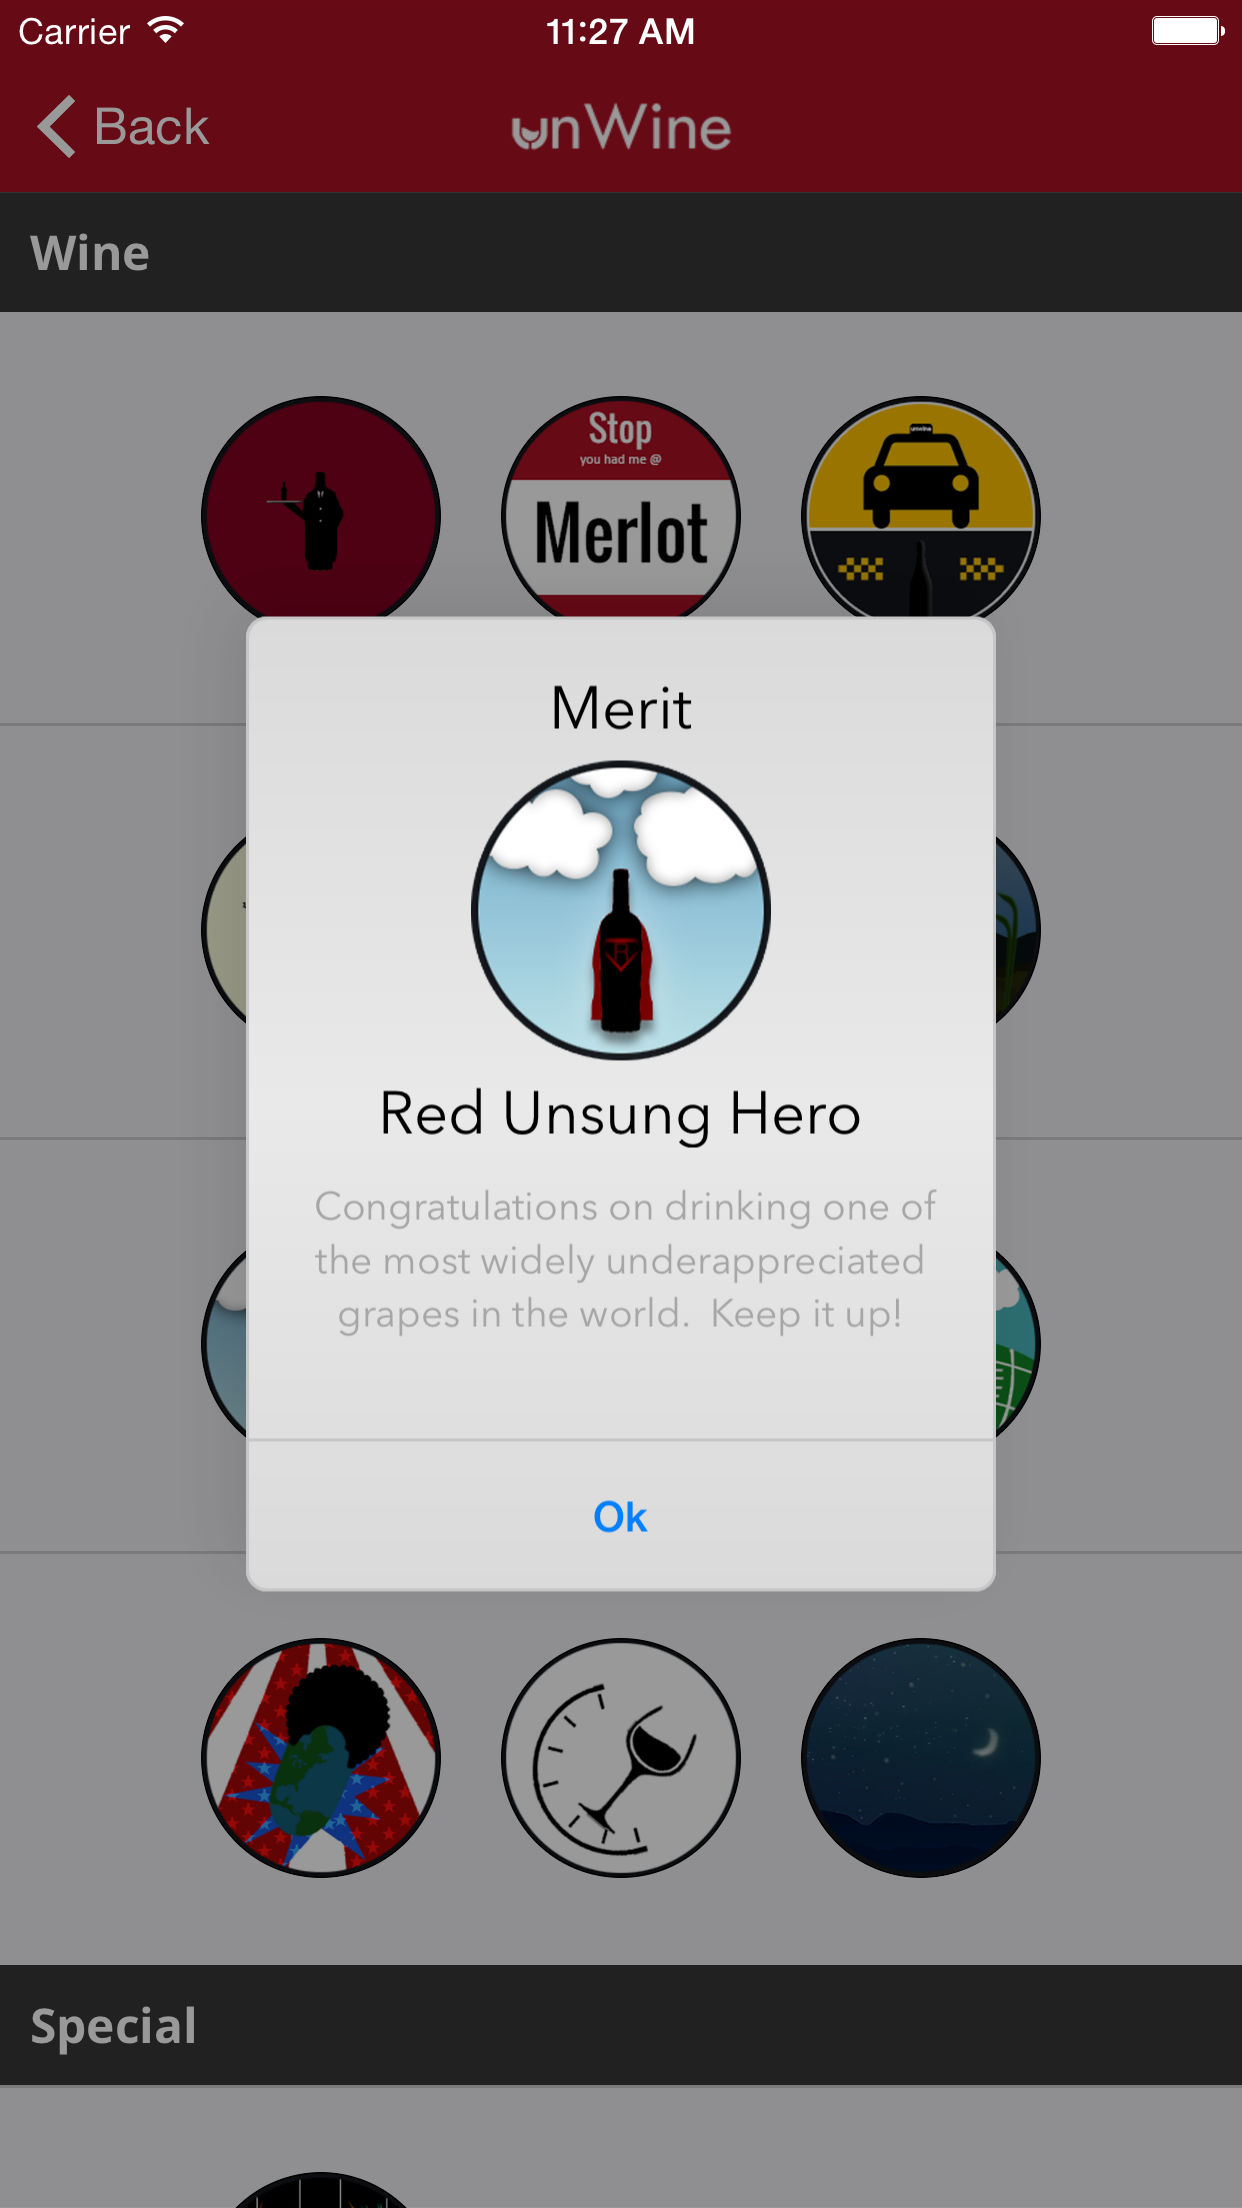 Carrier
11:27 AM
Back
unWine
Wine
Stop
you had me @
Merlot
unwine
Merit
R
Red Unsung Hero
Congratulations on drinking one of
the most widely underappreciated
grapes in the world.  Keep it up!
Ok
Special